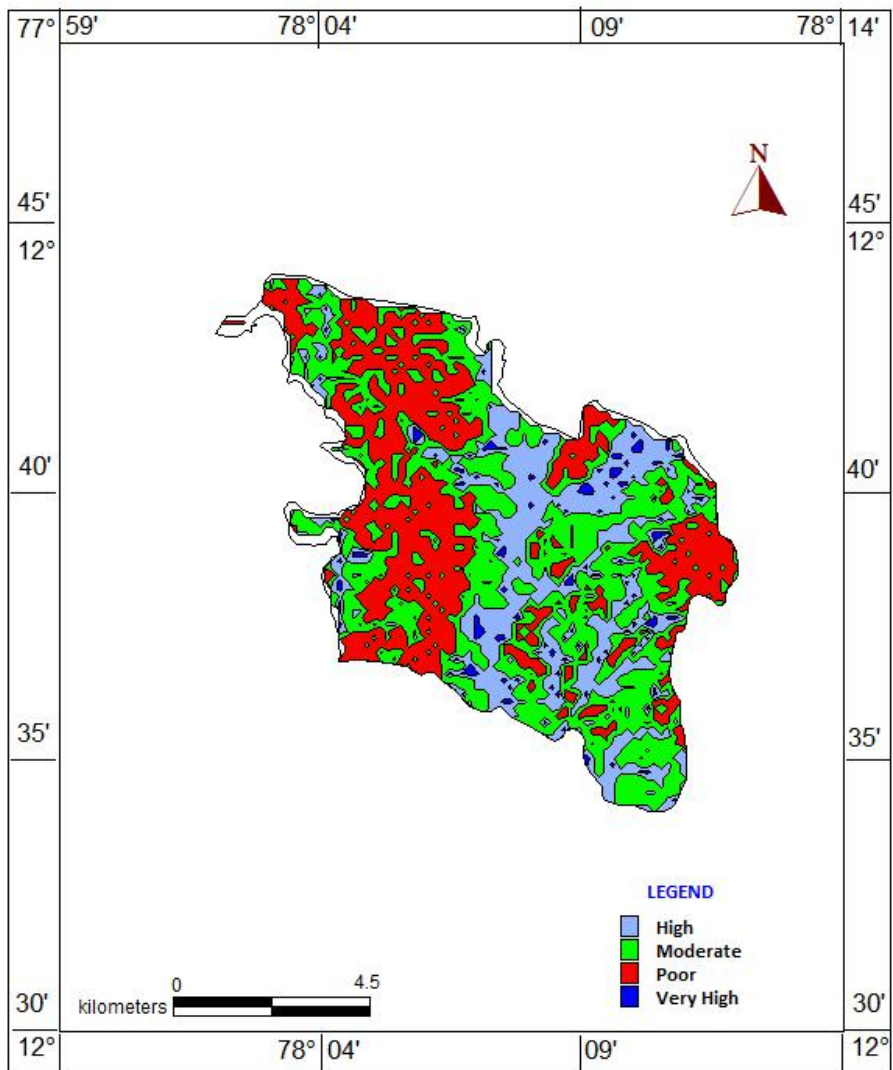 77° 59' 78° 04' 09' 78° 14'
N
45' 45'
12° 12°
40' 40'
35' 35'
LEGEND
High
Moderate
Poor
Very High
0 4.5
kilometers
30' 30'
12° 78° 04' 09' 12°